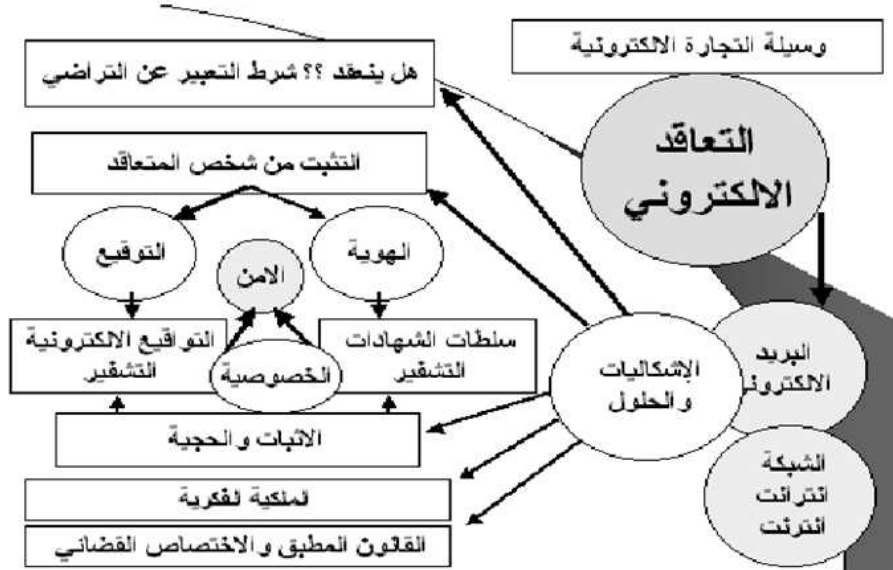 وسيلة التجارة الالكترونية
هل ينعقد ؟؟ شرط التعبير عن التراضي
التعاقد
الالكتروني
التثبت من شخص المتعاقد
الهوية
التوقيع
الامن
سلطات الشهادات
التشفير
التواقيع الالكترونية
التشفير
الخصوصية
البريد
الالكتروني
الإشكاليات
والحلول
الاثبات والحجية
الشبكة
انترانت
انترنت
الملكية لفكرية
القانون المطبق والاختصاص القضائي